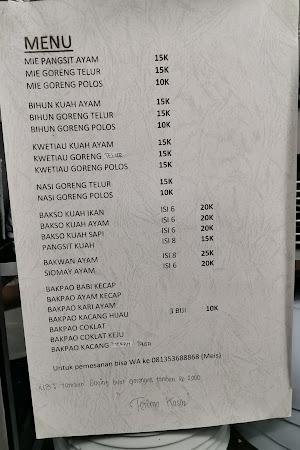 MENU
MIE PANGSIT AYAM 15K
MIE GORENG TELUR 15K
MIE GORENG POLOS 10K
BIHUN KUAH AYAM 15K
BIHUN GORENG TELUR 15K
BIHUN GORENG POLOS 10K
KWETIAU KUAH AYAM 15K
KWETIAU GORENG TELUR 15K
KWETIAU GORENG POLOS 15K
NASI GORENG TELUR 15K
NASI GORENG POLOS 10K
BAKSO KUAH IKAN ISI 6 20K
BAKSO KUAH AYAM ISI 6 20K
BAKSO KUAH SAPI ISI 6 20K
PANGSIT KUAH ISI 8 15K
BAKWAN AYAM ISI 8 25K
SIOMAY AYAM ISI 6 20K
BAKPAO BABI KECAP
BAKPAO AYAM KECAP
BAKPAO KARI AYAM
BAKPAO KACANG HIJAU 3 BIJI 10K
BAKPAO COKLAT
BAKPAO COKLAT KEJU
BAKPAO KACANG
Untuk pemesanan bisa WA ke 081353688868 (Meis)
Terima Kasih